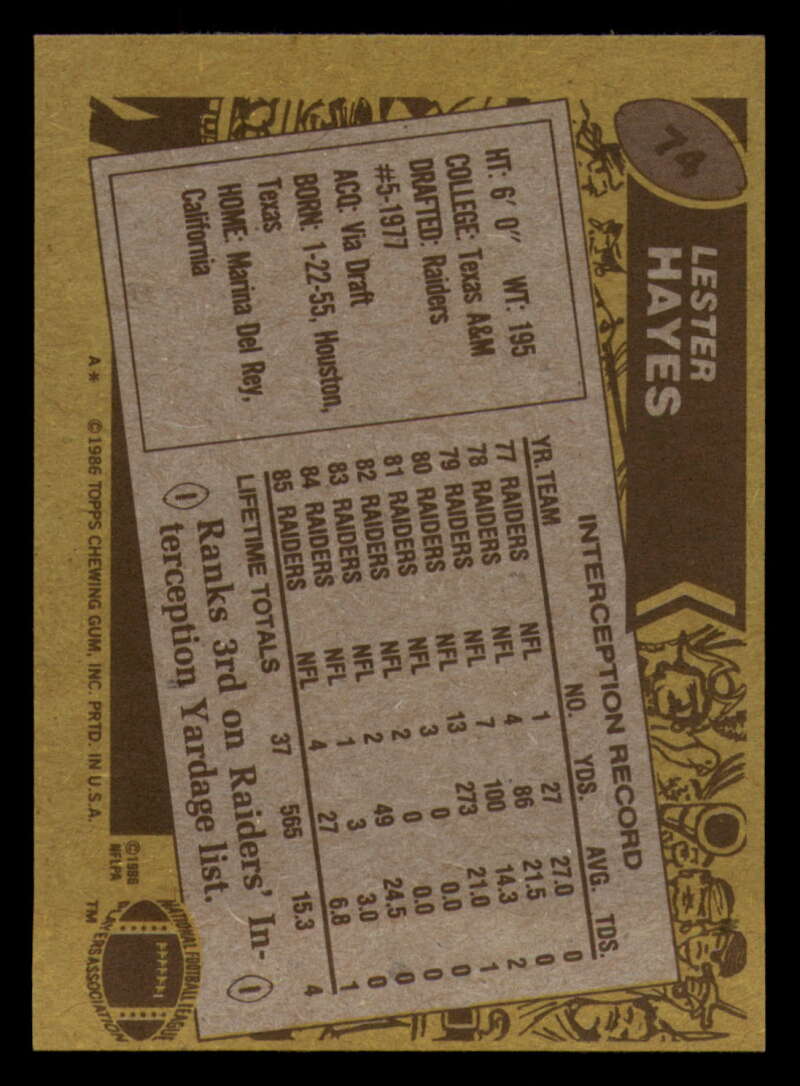 74
LESTER
HAYES
HT: 6' 0" WT: 195
COLLEGE: Texas A&M
DRAFTED: Raiders
#5-1977
ACQ: Via Draft
BORN: 1-22-55, Houston,
Texas
HOME: Marina Del Rey,
California
INTERCEPTION RECORD
YR. TEAM NO. YDS. AVG. TDS.
77 RAIDERS NFL 1 27 27.0 0
78 RAIDERS NFL 4 86 21.5 0
79 RAIDERS NFL 7 100 14.3 2
80 RAIDERS NFL 13 273 21.0 1
81 RAIDERS NFL 3 0 0.0 0
82 RAIDERS NFL 2 0 0.0 0
83 RAIDERS NFL 2 49 24.5 0
84 RAIDERS NFL 1 3 3.0 0
85 RAIDERS NFL 4 27 6.8 1
LIFETIME TOTALS 37 565 15.3 4
Ranks 3rd on Raiders' In-
terception Yardage list.
A* ©1986 TOPPS CHEWING GUM, INC. PRTD. IN U.S.A.
©1986
NFLPA
NATIONAL FOOTBALL LEAGUE
PLAYERS ASSOCIATION
TM